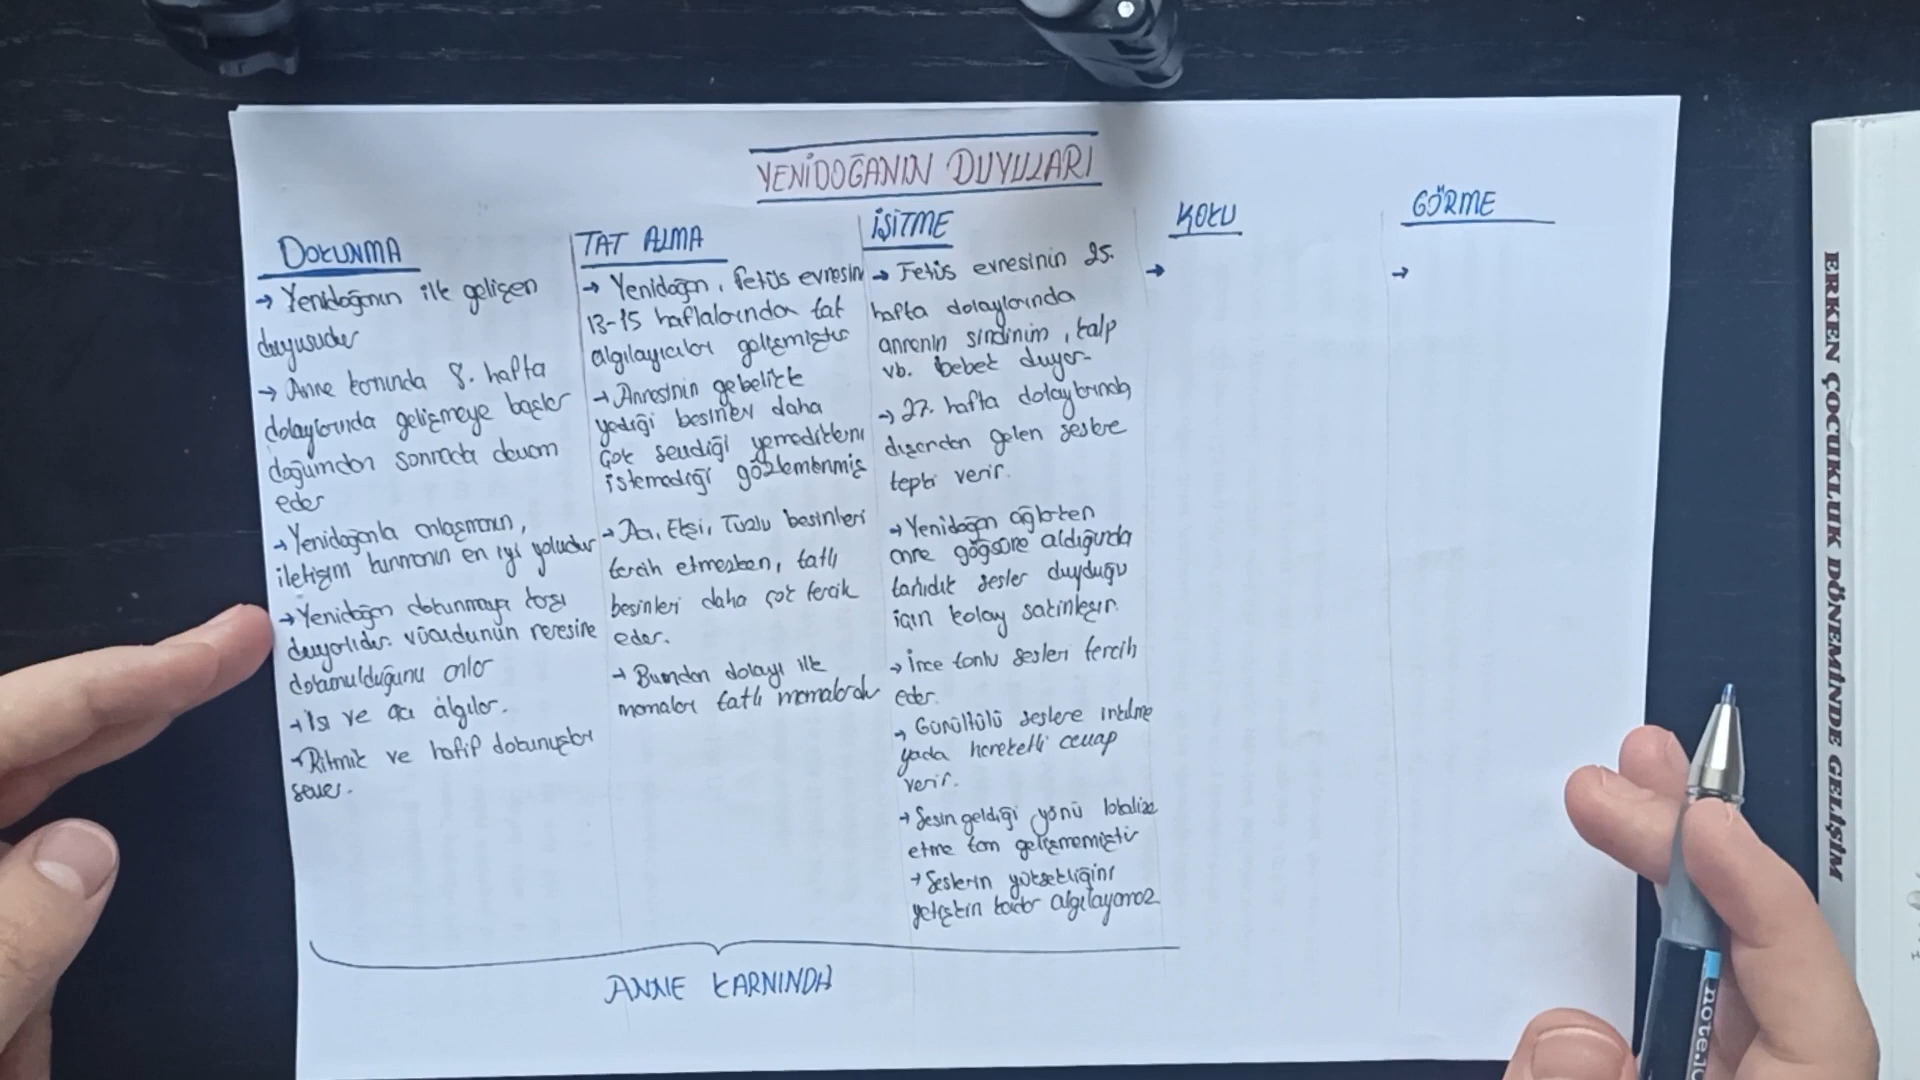 YENİDOĞANIN DUYULARI
DOKUNMA
→ Yenidoğanın ilk gelişen
duyusudur
→ Anne karnında 8. hafta
dolaylarında gelişmeye başlar
doğumdan sonrada devam
eder
→ Yenidoğanla anlaşmanın,
iletişim kurmanın en iyi yoludur
→ Yenidoğan dokunmaya karşı
duyarlıdır. vücudunun neresine
dokunulduğunu anlar
→ Isı ve acı algılar.
→ Ritmik ve hafif dokunuşları
sever.
TAT ALMA
→ Yenidoğan, fetüs evresin
13-15 haftalarında tat
algılayıcıları gelişmiştir
→ Annesinin gebelikte
yediği besinleri daha
çok sevdiği yemediklerini
istemediği gözlemlenmiş
→ Acı, Ekşi, Tuzlu besinleri
tercih etmezken, tatlı
besinleri daha çok tercih
eder.
→ Bundan dolayı ilk
mamaları tatlı mamalardır
İŞİTME
→ Fetüs evresinin 25.
hafta dolaylarında
annenin sindirim, kalp
vb. bebek duyar.
→ 27. hafta dolaylarında,
dışarıdan gelen seslere
tepki verir.
→ Yenidoğan ağlarken
anne göğsüne aldığında
tanıdık sesler duyduğu
için kolay sakinleşir.
→ İnce tonlu sesleri tercih
eder.
→ Gürültülü seslere irkilme
yada hareketli cevap
verir.
→ Sesin geldiği yönü lokalize
etme tam gelişmemiştir
→ Seslerin yüksekliğini
yetişkin kadar algılayamaz
KOKU
→
GÖRME
→
ANNE KARNINDA
ERKEN ÇOCUKLUK DÖNEMİNDE GELİŞİM